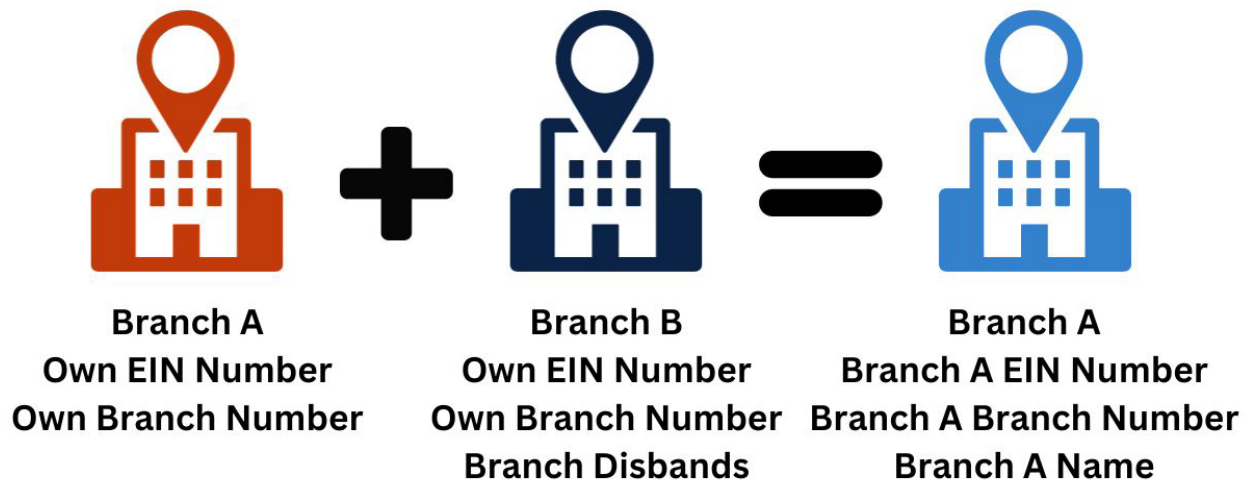 Branch A
Own EIN Number
Own Branch Number
Branch B
Own EIN Number
Own Branch Number
Branch Disbands
Branch A
Branch A EIN Number
Branch A Branch Number
Branch A Name